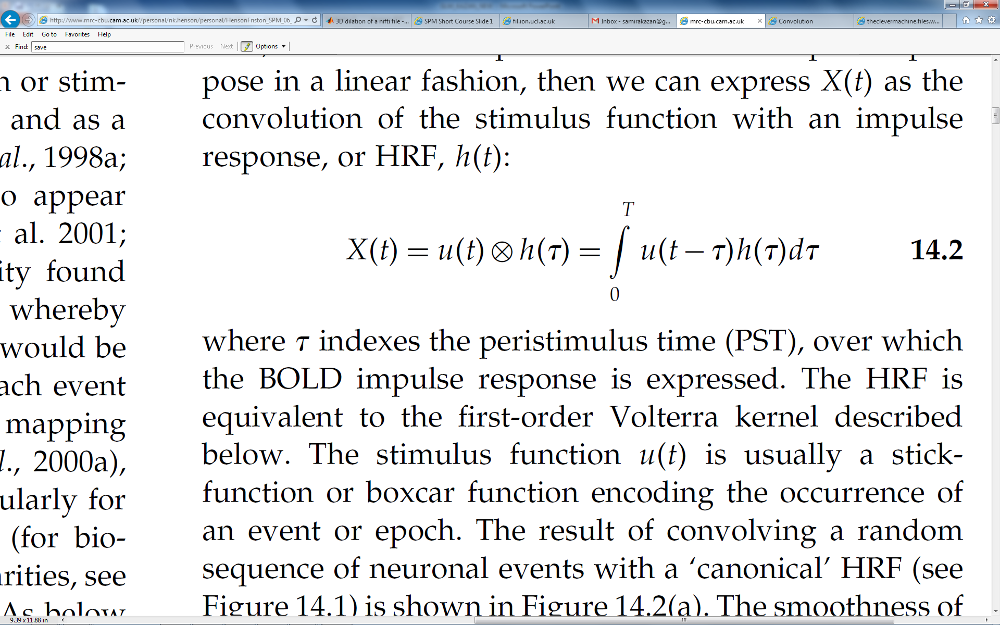 http://www.mrc-cbu.cam.ac.uk//personal/rik.henson/personal/HensonFriston_SPM_06_
3D dilation of a nifti file -...
SPM Short Course Slide 1
fil.ion.ucl.ac.uk
Inbox - samirakazan@g...
mrc-cbu.cam.ac.uk
Convolution
theclevermachine.files.w...
File Edit Go to Favorites Help
x Find: save Previous Next Options
n or stim-
and as a
al., 1998a;
o appear
al. 2001;
ity found
whereby
would be
ach event
mapping
l., 2000a),
ularly for
(for bio-
rities, see
As below
pose in a linear fashion, then we can express X(t) as the
convolution of the stimulus function with an impulse
response, or HRF, h(t):
X(t) = u(t) ⊗ h(τ) = ∫₀ᵀ u(t − τ)h(τ)dτ 14.2
where τ indexes the peristimulus time (PST), over which
the BOLD impulse response is expressed. The HRF is
equivalent to the first-order Volterra kernel described
below. The stimulus function u(t) is usually a stick-
function or boxcar function encoding the occurrence of
an event or epoch. The result of convolving a random
sequence of neuronal events with a ‘canonical’ HRF (see
Figure 14.1) is shown in Figure 14.2(a). The smoothness of
9.39 x 11.88 in